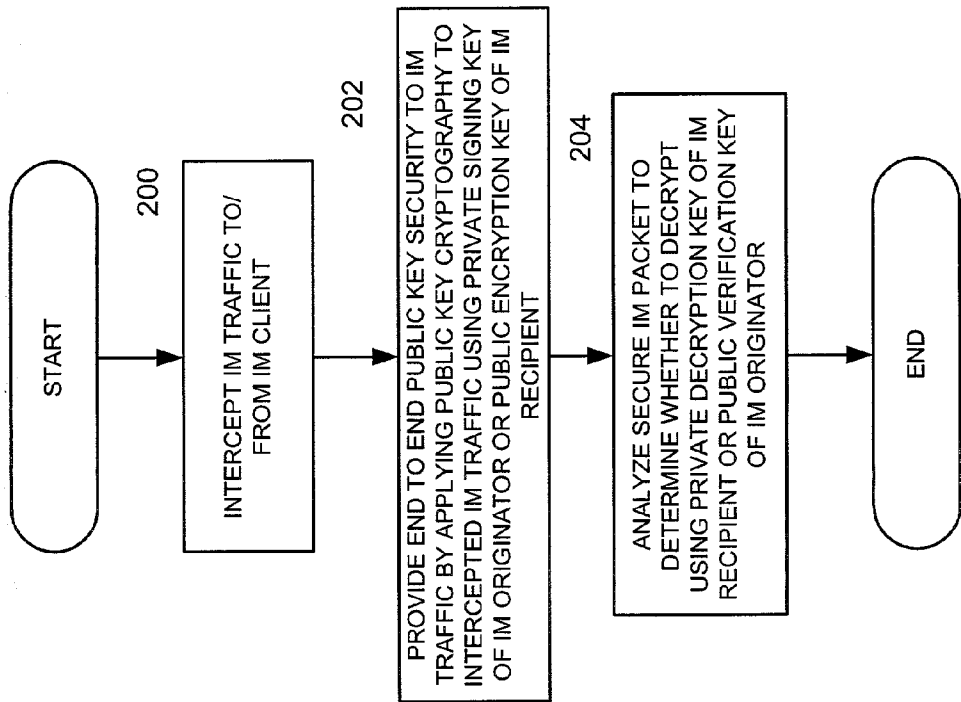 START
200
INTERCEPT IM TRAFFIC TO/
FROM IM CLIENT
202
PROVIDE END TO END PUBLIC KEY SECURITY TO IM
TRAFFIC BY APPLYING PUBLIC KEY CRYPTOGRAPHY TO
INTERCEPTED IM TRAFFIC USING PRIVATE SIGNING KEY
OF IM ORIGINATOR OR PUBLIC ENCRYPTION KEY OF IM
RECIPIENT
204
ANALYZE SECURE IM PACKET TO
DETERMINE WHETHER TO DECRYPT
USING PRIVATE DECRYPTION KEY OF IM
RECIPIENT OR PUBLIC VERIFICATION KEY
OF IM ORIGINATOR
END